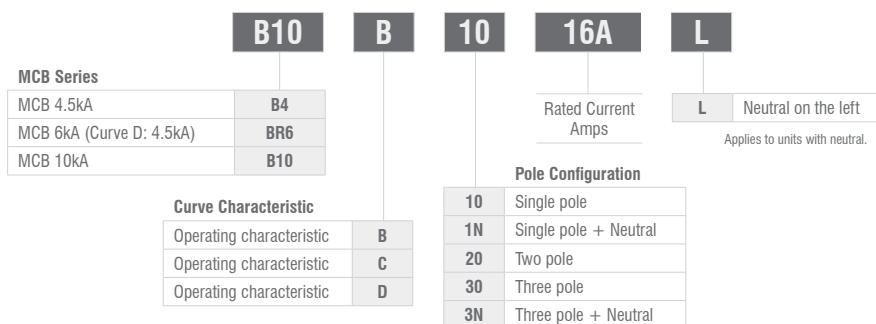 B10 B 10 16A L
MCB Series
MCB 4.5kA B4
MCB 6kA (Curve D: 4.5kA) BR6
MCB 10kA B10
Rated Current
Amps
L Neutral on the left
Applies to units with neutral.
Curve Characteristic
Operating characteristic B
Operating characteristic C
Operating characteristic D
Pole Configuration
10 Single pole
1N Single pole + Neutral
20 Two pole
30 Three pole
3N Three pole + Neutral